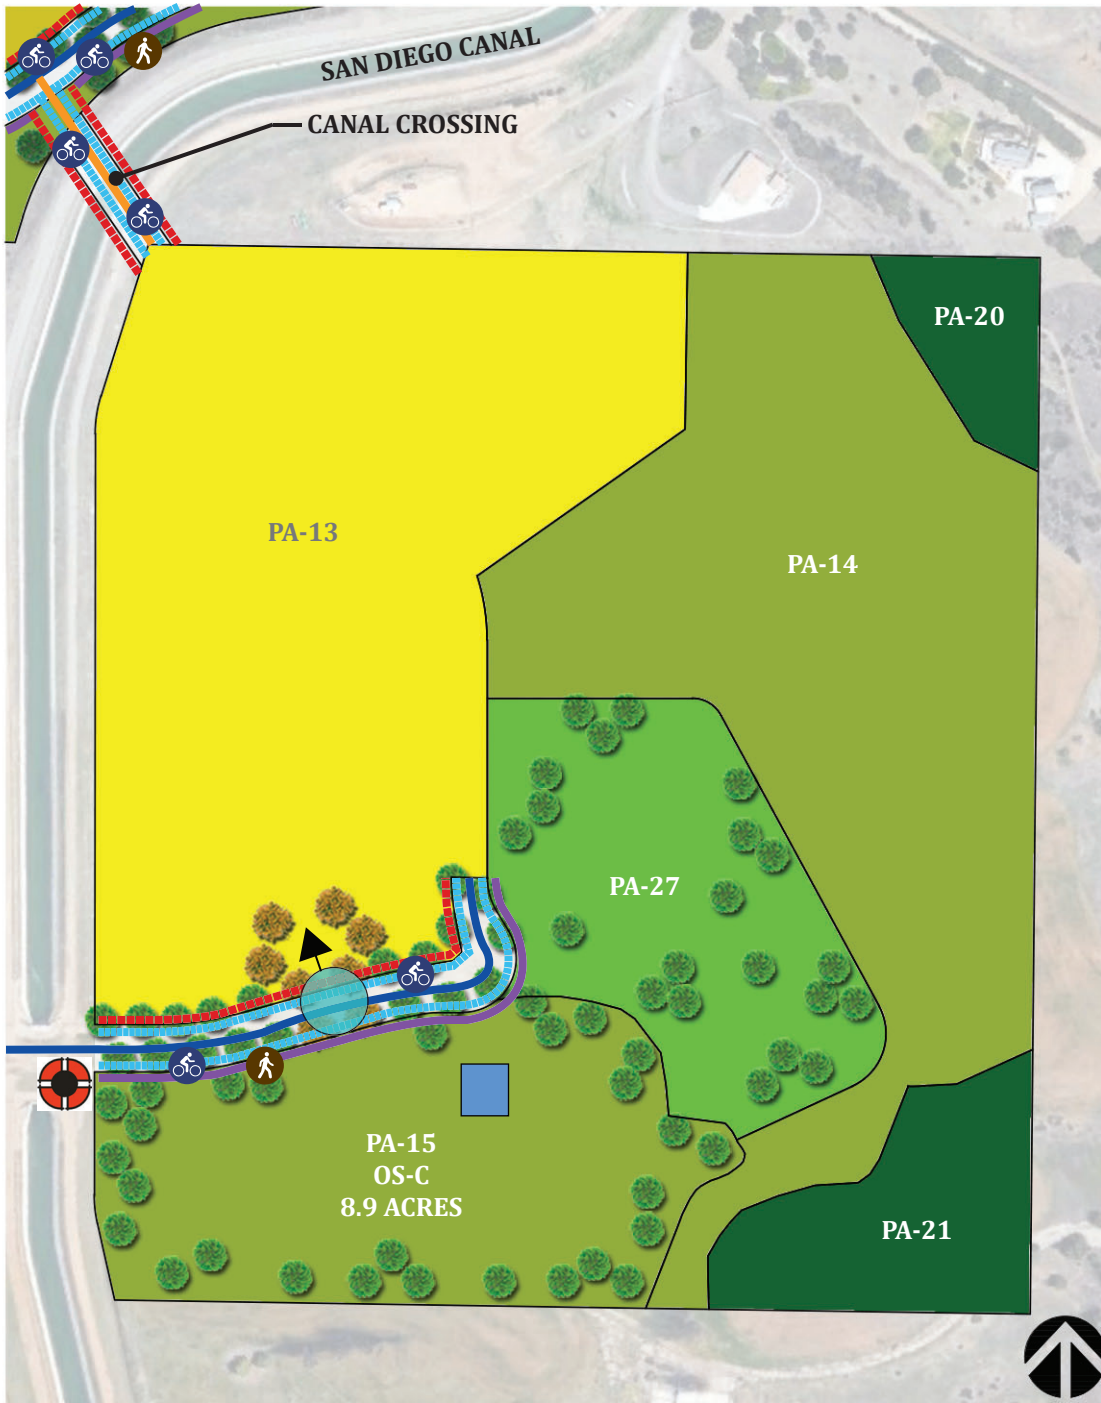 SAN DIEGO CANAL
CANAL CROSSING
PA-20
PA-13
PA-14
PA-27
PA-15
OS-C
8.9 ACRES
PA-21